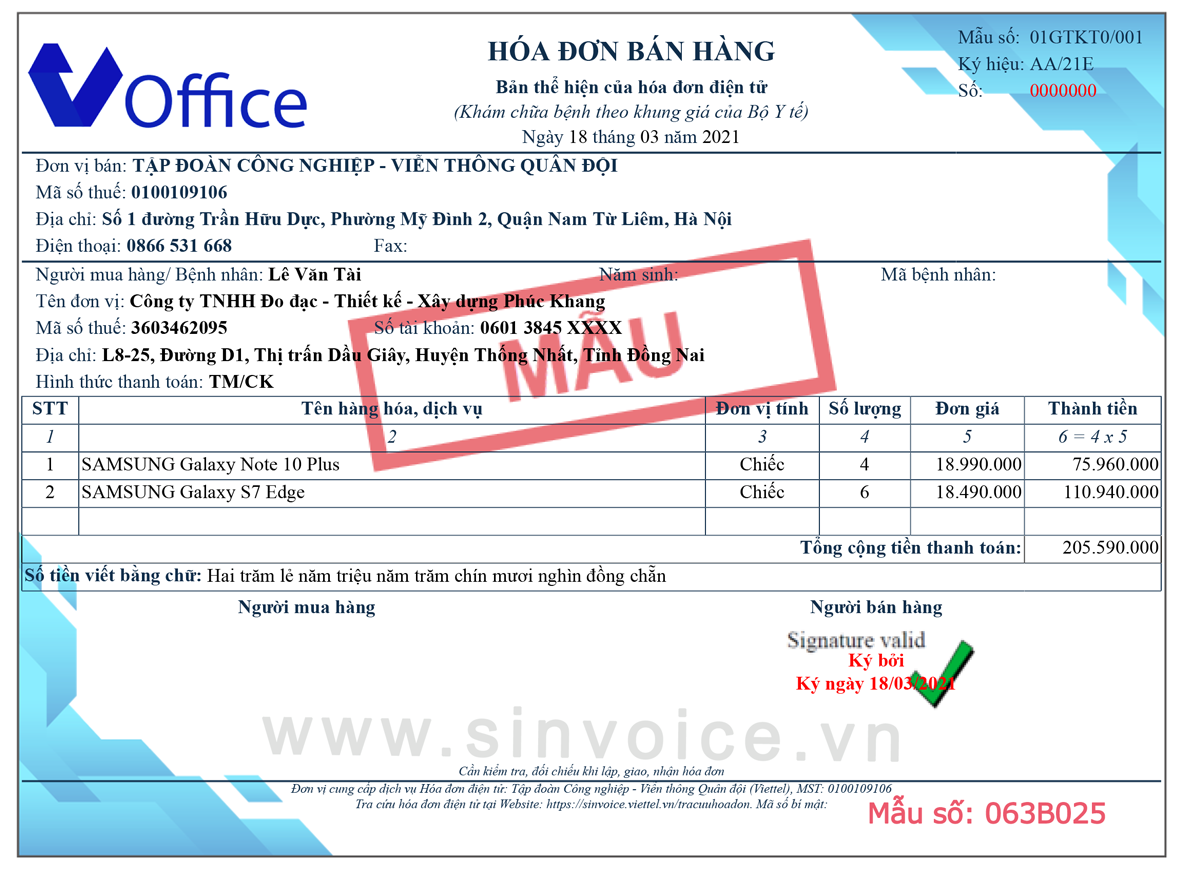 Office
HÓA ĐƠN BÁN HÀNG
Bản thể hiện của hóa đơn điện tử
(Khám chữa bệnh theo khung giá của Bộ Y tế)
Ngày 18 tháng 03 năm 2021
Mẫu số: 01GTKT0/001
Ký hiệu: AA/21E
Số: 0000000
Đơn vị bán: TẬP ĐOÀN CÔNG NGHIỆP - VIỄN THÔNG QUÂN ĐỘI
Mã số thuế: 0100109106
Địa chỉ: Số 1 đường Trần Hữu Dực, Phường Mỹ Đình 2, Quận Nam Từ Liêm, Hà Nội
Điện thoại: 0866 531 668 Fax:
Người mua hàng/ Bệnh nhân: Lê Văn Tài Năm sinh: Mã bệnh nhân:
Tên đơn vị: Công ty TNHH Đo đạc - Thiết kế - Xây dựng Phúc Khang
Mã số thuế: 3603462095 Số tài khoản: 0601 3845 XXXX
Địa chỉ: L8-25, Đường D1, Thị trấn Dầu Giây, Huyện Thống Nhất, Tỉnh Đồng Nai
Hình thức thanh toán: TM/CK
MẪU
STT Tên hàng hóa, dịch vụ Đơn vị tính Số lượng Đơn giá Thành tiền
1 2 3 4 5 6 = 4 x 5
1 SAMSUNG Galaxy Note 10 Plus Chiếc 4 18.990.000 75.960.000
2 SAMSUNG Galaxy S7 Edge Chiếc 6 18.490.000 110.940.000
Tổng cộng tiền thanh toán: 205.590.000
Số tiền viết bằng chữ: Hai trăm lẻ năm triệu năm trăm chín mươi nghìn đồng chẵn
Người mua hàng Người bán hàng
Signature valid
Ký bởi
Ký ngày 18/03/2021
www.sinvoice.vn
Cần kiểm tra, đối chiếu khi lập, giao, nhận hóa đơn
Đơn vị cung cấp dịch vụ Hóa đơn điện tử: Tập đoàn Công nghiệp - Viễn thông Quân đội (Viettel), MST: 0100109106
Tra cứu hóa đơn điện tử tại Website: https://sinvoice.viettel.vn/tracuuhoadon. Mã số bí mật:
Mẫu số: 063B025